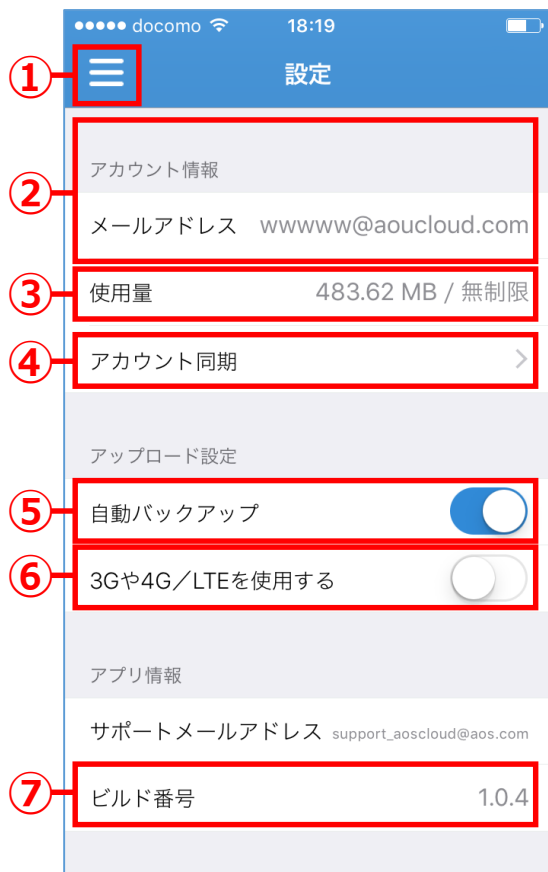 docomo 18:19
① 設定
② アカウント情報
メールアドレス wwwww@aoucloud.com
③ 使用量 483.62 MB / 無制限
④ アカウント同期
アップロード設定
⑤ 自動バックアップ
⑥ 3Gや4G／LTEを使用する
アプリ情報
サポートメールアドレス support_aoscloud@aos.com
⑦ ビルド番号 1.0.4